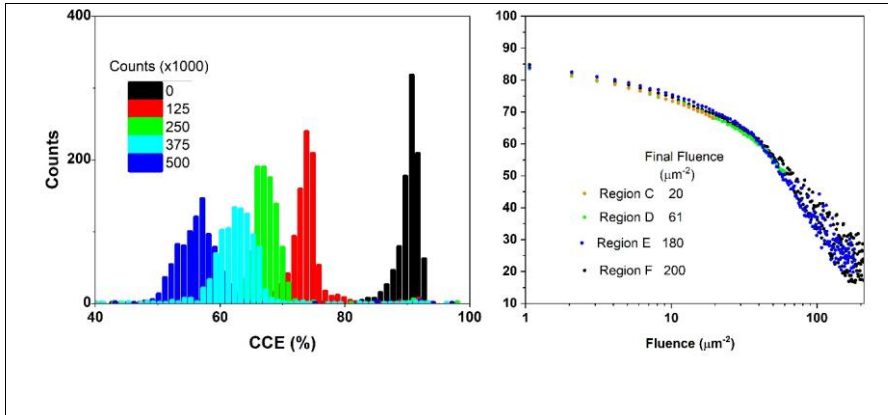 400
200
0
Counts
Counts (x1000)
0
125
250
375
500
40 60 80 100
CCE (%)
100
90
80
70
60
50
40
30
20
10
Final Fluence
(μm⁻²)
Region C 20
Region D 61
Region E 180
Region F 200
1 10 100
Fluence (μm⁻²)